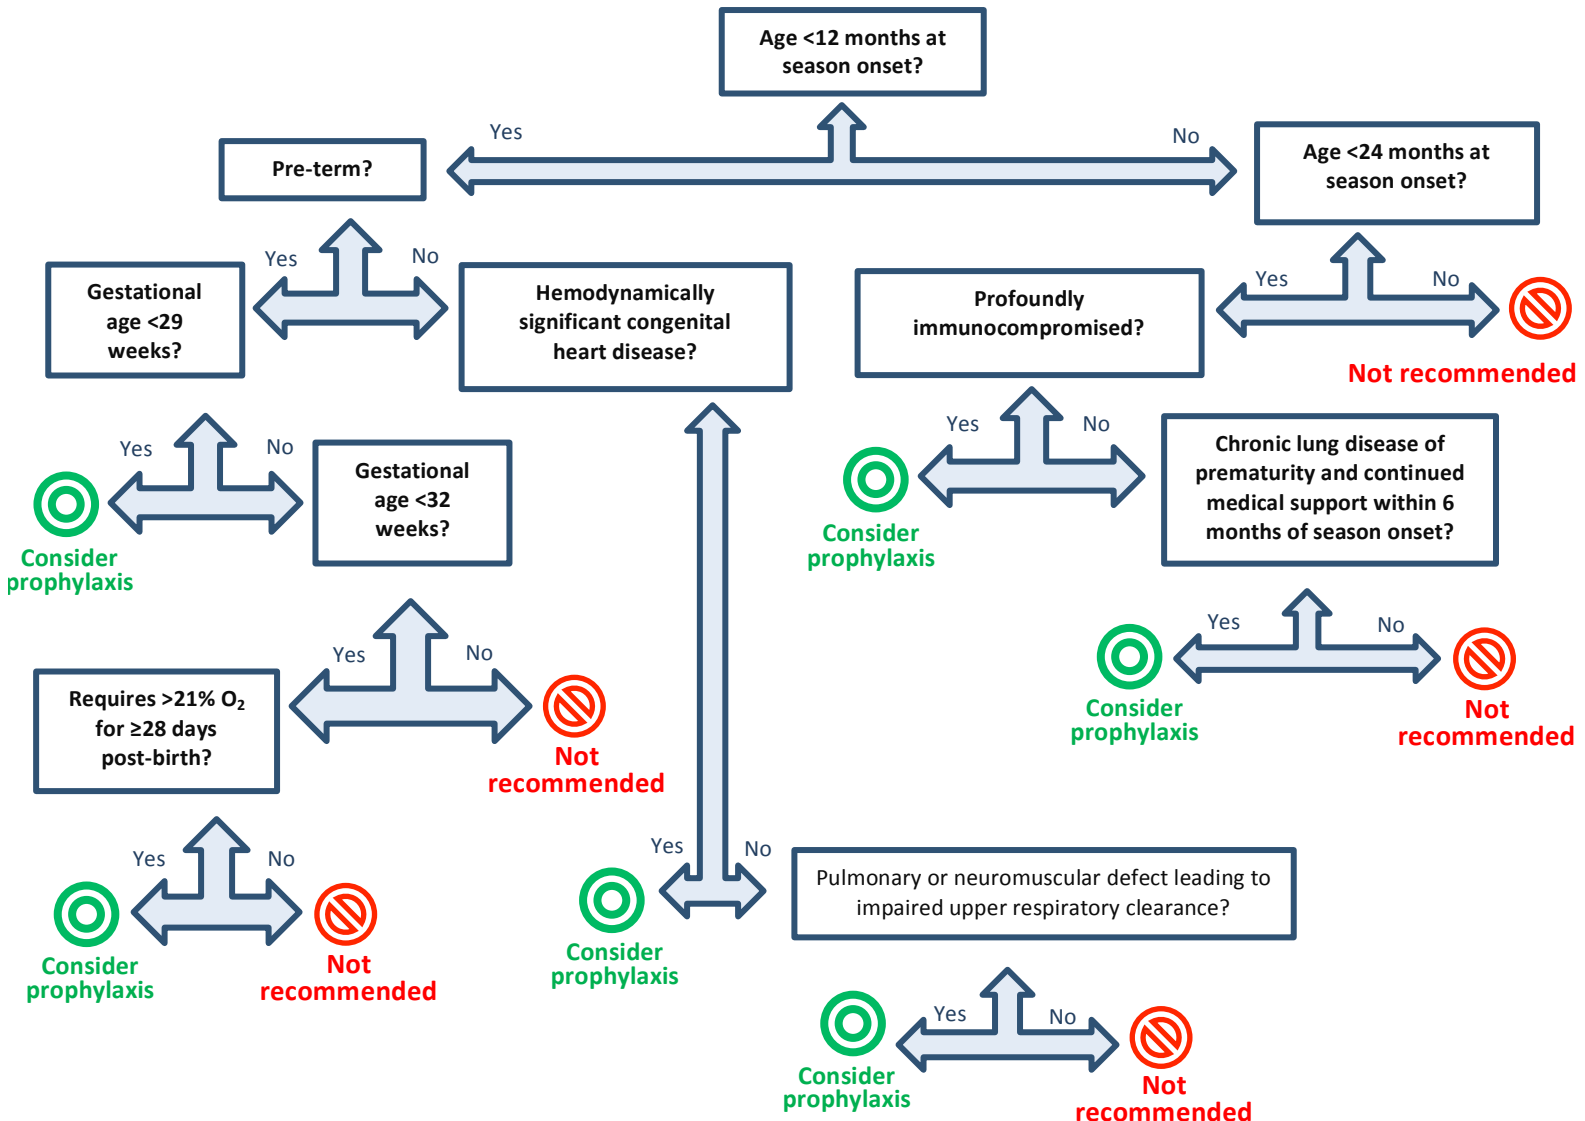 Age <12 months at
season onset?
Yes
No
Pre-term?
Age <24 months at
season onset?
Yes
No
Gestational
age <29
weeks?
Hemodynamically
significant congenital
heart disease?
Profoundly
immunocompromised?
Yes
No
Not recommended
Yes
No
Consider
prophylaxis
Gestational
age <32
weeks?
Yes
No
Consider
prophylaxis
Chronic lung disease of
prematurity and continued
medical support within 6
months of season onset?
Yes
No
Consider
prophylaxis
Not
recommended
Yes
No
Requires >21% O₂
for ≥28 days
post-birth?
Not
recommended
Yes
No
Consider
prophylaxis
Not
recommended
Yes
No
Consider
prophylaxis
Pulmonary or neuromuscular defect leading to
impaired upper respiratory clearance?
Yes
No
Consider
prophylaxis
Not
recommended